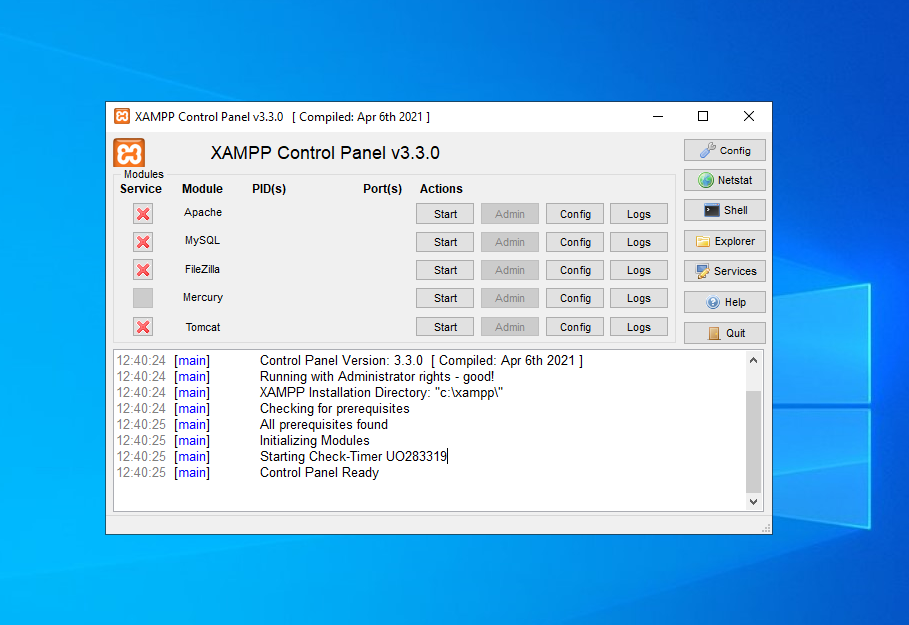 XAMPP Control Panel v3.3.0 [ Compiled: Apr 6th 2021 ]
XAMPP Control Panel v3.3.0
Config
Modules
Service Module PID(s) Port(s) Actions
Netstat
Apache Start Admin Config Logs
Shell
MySQL Start Admin Config Logs
Explorer
FileZilla Start Admin Config Logs
Services
Mercury Start Admin Config Logs
Help
Tomcat Start Admin Config Logs
Quit
12:40:24 [main] Control Panel Version: 3.3.0 [ Compiled: Apr 6th 2021 ]
12:40:24 [main] Running with Administrator rights - good!
12:40:24 [main] XAMPP Installation Directory: "c:\xampp\"
12:40:24 [main] Checking for prerequisites
12:40:25 [main] All prerequisites found
12:40:25 [main] Initializing Modules
12:40:25 [main] Starting Check-Timer UO283319
12:40:25 [main] Control Panel Ready